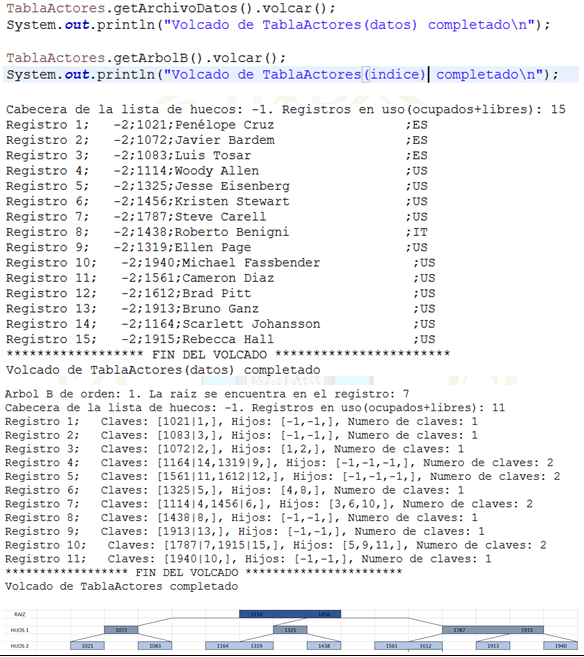 TablaActores.getArchivoDatos().volcar();
System.out.println("Volcado de TablaActores(datos) completado\n");
TablaActores.getArbolB().volcar();
System.out.println("Volcado de TablaActores(indice) completado\n");
Cabecera de la lista de huecos: -1. Registros en uso(ocupados+libres): 15
Registro 1;   -2;1021;Penélope Cruz                 ;ES
Registro 2;   -2;1072;Javier Bardem                 ;ES
Registro 3;   -2;1083;Luis Tosar                    ;ES
Registro 4;   -2;1114;Woody Allen                   ;US
Registro 5;   -2;1325;Jesse Eisenberg               ;US
Registro 6;   -2;1456;Kristen Stewart               ;US
Registro 7;   -2;1787;Steve Carell                  ;US
Registro 8;   -2;1438;Roberto Benigni               ;IT
Registro 9;   -2;1319;Ellen Page                    ;US
Registro 10;   -2;1940;Michael Fassbender            ;US
Registro 11;   -2;1561;Cameron Diaz                  ;US
Registro 12;   -2;1612;Brad Pitt                     ;US
Registro 13;   -2;1913;Bruno Ganz                    ;US
Registro 14;   -2;1164;Scarlett Johansson            ;US
Registro 15;   -2;1915;Rebecca Hall                  ;US
****************** FIN DEL VOLCADO ***********************
Volcado de TablaActores(datos) completado
Arbol B de orden: 1. La raiz se encuentra en el registro: 7
Cabecera de la lista de huecos: -1. Registros en uso(ocupados+libres): 11
Registro 1;   Claves: [1021|1,], Hijos: [-1,-1,], Numero de claves: 1
Registro 2;   Claves: [1083|3,], Hijos: [-1,-1,], Numero de claves: 1
Registro 3;   Claves: [1072|2,], Hijos: [1,2,], Numero de claves: 1
Registro 4;   Claves: [1164|14,1319|9,], Hijos: [-1,-1,-1,], Numero de claves: 2
Registro 5;   Claves: [1561|11,1612|12,], Hijos: [-1,-1,-1,], Numero de claves: 2
Registro 6;   Claves: [1325|5,], Hijos: [4,8,], Numero de claves: 1
Registro 7;   Claves: [1114|4,1456|6,], Hijos: [3,6,10,], Numero de claves: 2
Registro 8;   Claves: [1438|8,], Hijos: [-1,-1,], Numero de claves: 1
Registro 9;   Claves: [1913|13,], Hijos: [-1,-1,], Numero de claves: 1
Registro 10;   Claves: [1787|7,1915|15,], Hijos: [5,9,11,], Numero de claves: 2
Registro 11;   Claves: [1940|10,], Hijos: [-1,-1,], Numero de claves: 1
****************** FIN DEL VOLCADO ***********************
Volcado de TablaActores completado
RAIZ 1114 1456
HIJOS 1 1072 1325 1787 1915
HIJOS 2 1021 1083 1164 1319 1438 1561 1612 1913 1940